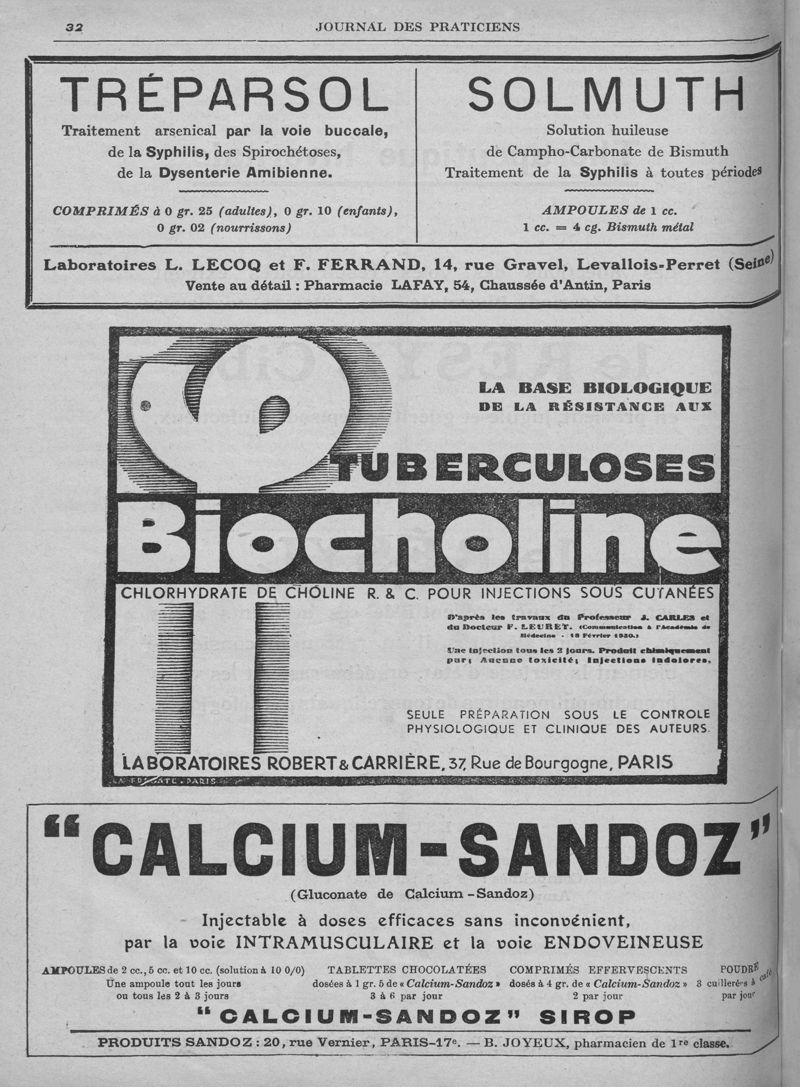 32
JOURNAL DES PRATICIENS
TRÉPARSOL
Traitement arsenical par la voie buccale,
de la Syphilis, des Spirochétoses,
de la Dysenterie Amibienne.
COMPRIMÉS à 0 gr. 25 (adultes), 0 gr. 10 (enfants),
0 gr. 02 (nourrissons)
SOLMUTH
Solution huileuse
de Campho-Carbonate de Bismuth
Traitement de la Syphilis à toutes périodes
AMPOULES de 1 cc.
1 cc. = 4 cg. Bismuth métal
Laboratoires L. LECOQ et F. FERRAND, 14, rue Gravel, Levallois-Perret (Seine)
Vente au détail : Pharmacie LAFAY, 54, Chaussée d'Antin, Paris
LA BASE BIOLOGIQUE
DE LA RÉSISTANCE AUX
TUBERCULOSES
Biocholine
CHLORHYDRATE DE CHOLINE R. & C. POUR INJECTIONS SOUS CUTANÉES
D'après les travaux du Professeur J. CARLES et
du Docteur F. LEURET. (Communication à l'Académie de
Médecine - 18 Février 1930.)
Une injection tous les 2 jours. Produit chimiquement
pur; Aucune toxicité; Injections indolores.
SEULE PRÉPARATION SOUS LE CONTROLE
PHYSIOLOGIQUE ET CLINIQUE DES AUTEURS.
LABORATOIRES ROBERT & CARRIÈRE, 37, Rue de Bourgogne, PARIS
"CALCIUM-SANDOZ"
(Gluconate de Calcium-Sandoz)
Injectable à doses efficaces sans inconvénient,
par la voie INTRAMUSCULAIRE et la voie ENDOVEINEUSE
AMPOULES de 2 cc., 5 cc. et 10 cc. (solution à 10 0/0)
Une ampoule tout les jours
ou tous les 2 à 3 jours
TABLETTES CHOCOLATÉES
dosées à 1 gr. 5 de « Calcium-Sandoz »
3 à 6 par jour
COMPRIMÉS EFFERVESCENTS
dosés à 4 gr. de « Calcium-Sandoz »
2 par jour
POUDRE
3 cuillerées à café
par jour
"CALCIUM-SANDOZ" SIROP
PRODUITS SANDOZ : 20, rue Vernier, PARIS-17e. — B. JOYEUX, pharmacien de 1re classe.